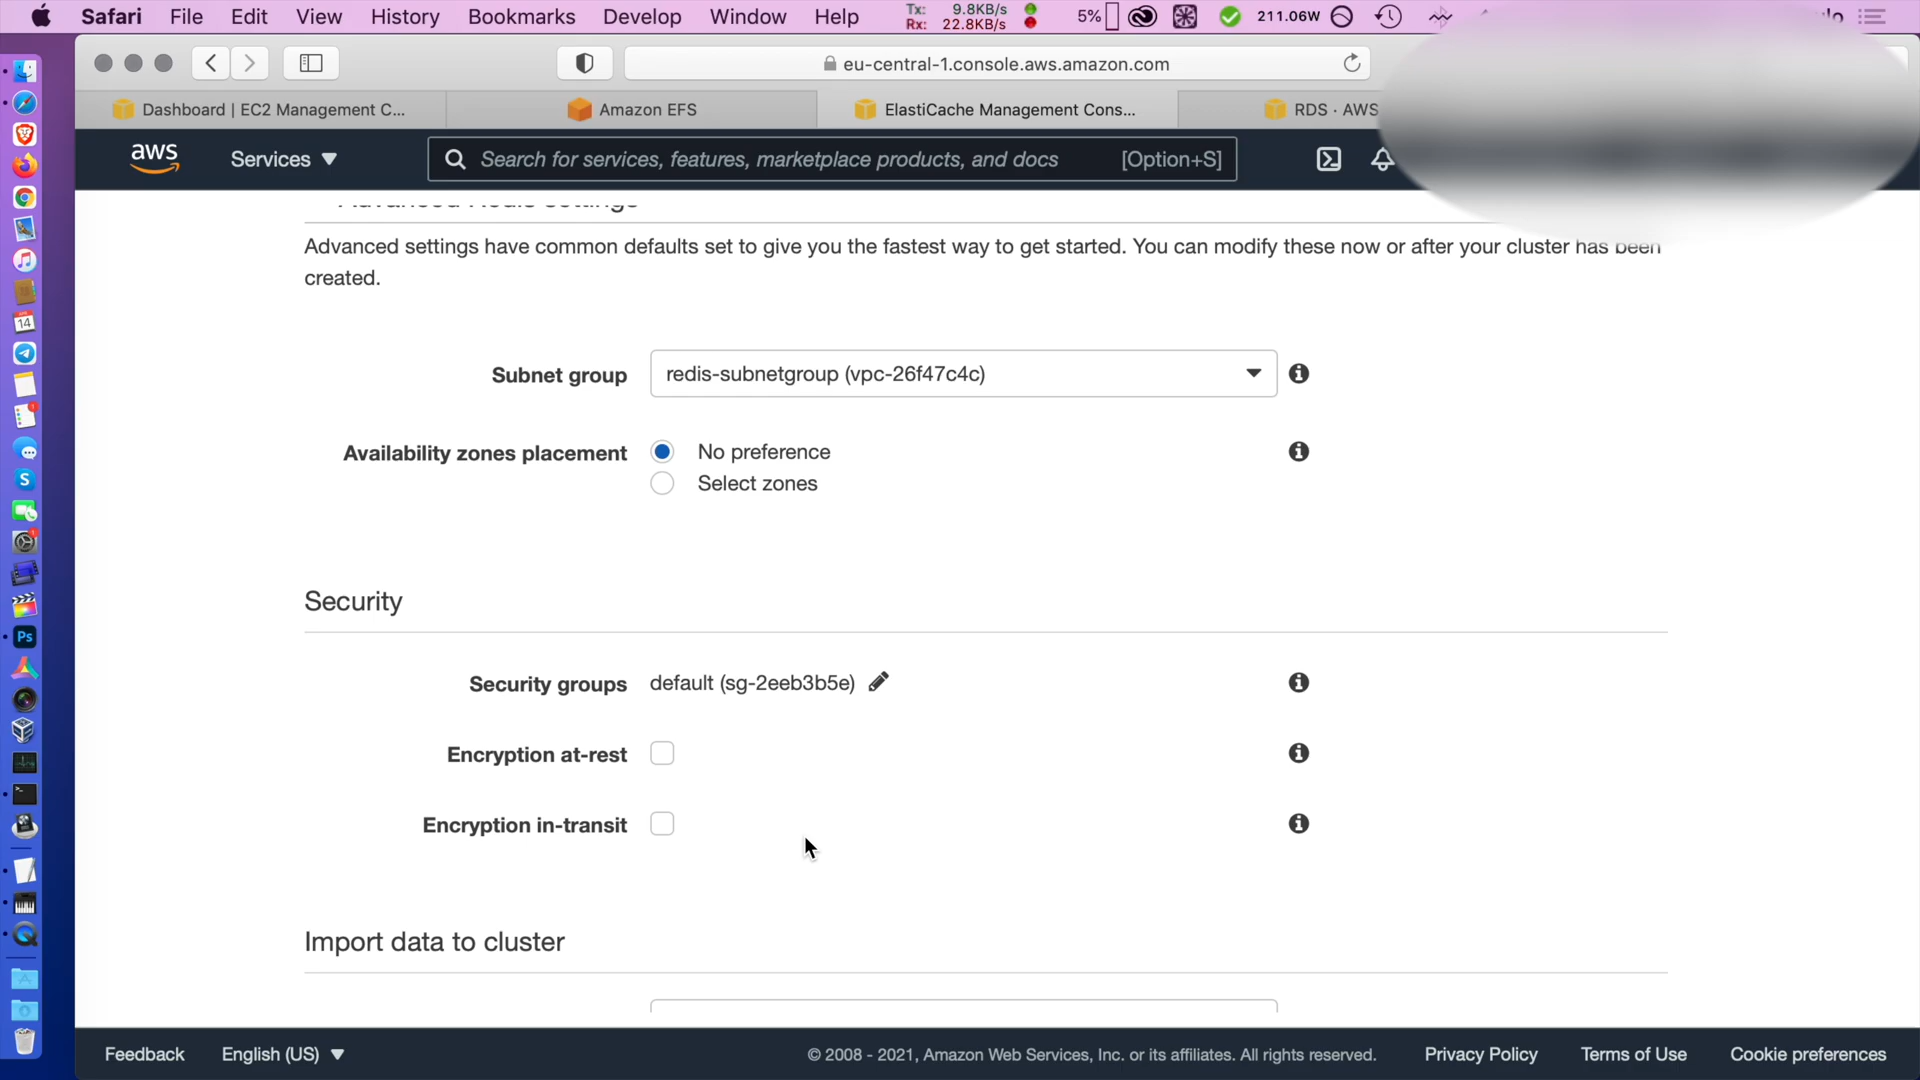 Safari File Edit View History Bookmarks Develop Window Help Tx: 9.8KB/s 5% 211.06W
Rx: 22.8KB/s
eu-central-1.console.aws.amazon.com
Dashboard | EC2 Management C... Amazon EFS ElastiCache Management Cons... RDS · AWS
aws Services Search for services, features, marketplace products, and docs [Option+S]
Advanced Redis settings
Advanced settings have common defaults set to give you the fastest way to get started. You can modify these now or after your cluster has been
created.
Subnet group redis-subnetgroup (vpc-26f47c4c)
Availability zones placement No preference
Select zones
Security
Security groups default (sg-2eeb3b5e)
Encryption at-rest
Encryption in-transit
Import data to cluster
Feedback English (US) © 2008 - 2021, Amazon Web Services, Inc. or its affiliates. All rights reserved. Privacy Policy Terms of Use Cookie preferences